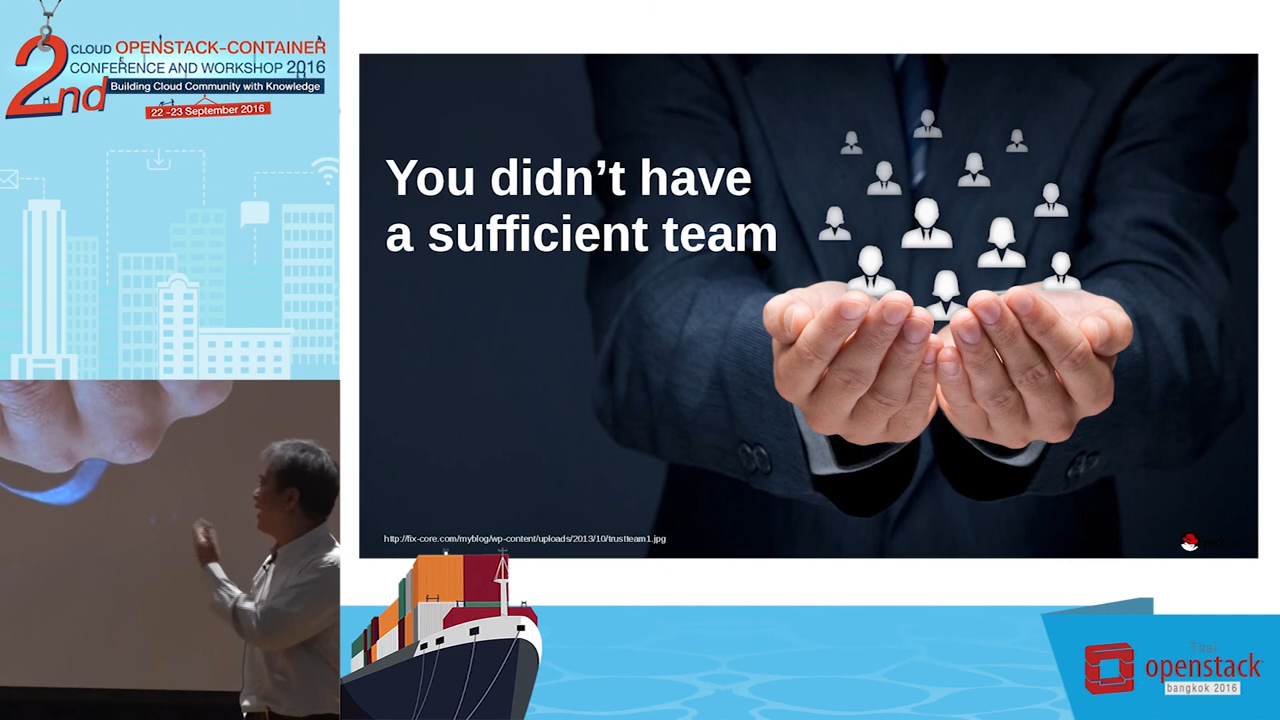 2nd
CLOUD OPENSTACK-CONTAINER
CONFERENCE AND WORKSHOP 2016
Building Cloud Community with Knowledge
22 -23 September 2016
You didn’t have
a sufficient team
http://fix-core.com/myblog/wp-content/uploads/2013/10/trustteam1.jpg
Thai
openstack
bangkok 2016